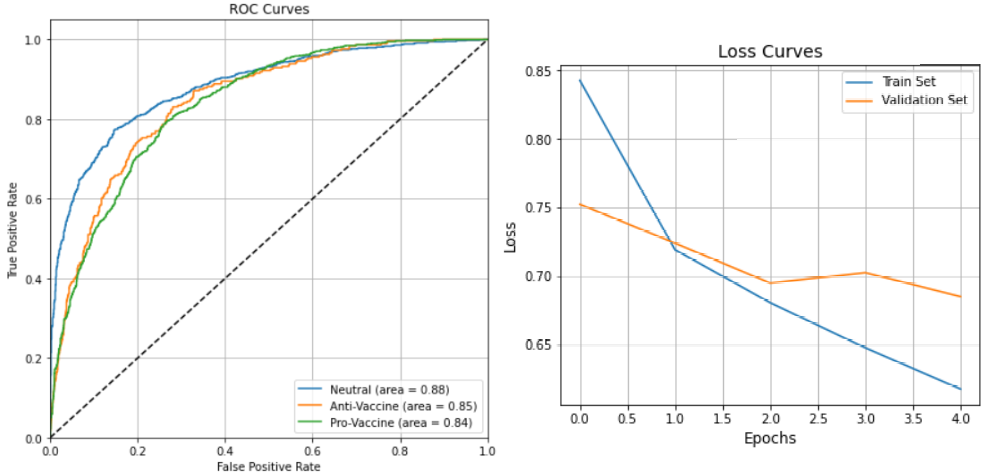 ROC Curves
True Positive Rate
1.0
0.8
0.6
0.4
0.2
0.0
Neutral (area = 0.88)
Anti-Vaccine (area = 0.85)
Pro-Vaccine (area = 0.84)
0.0 0.2 0.4 0.6 0.8 1.0
False Positive Rate
Loss Curves
Loss
0.85
0.80
0.75
0.70
0.65
Train Set
Validation Set
0.0 0.5 1.0 1.5 2.0 2.5 3.0 3.5 4.0
Epochs